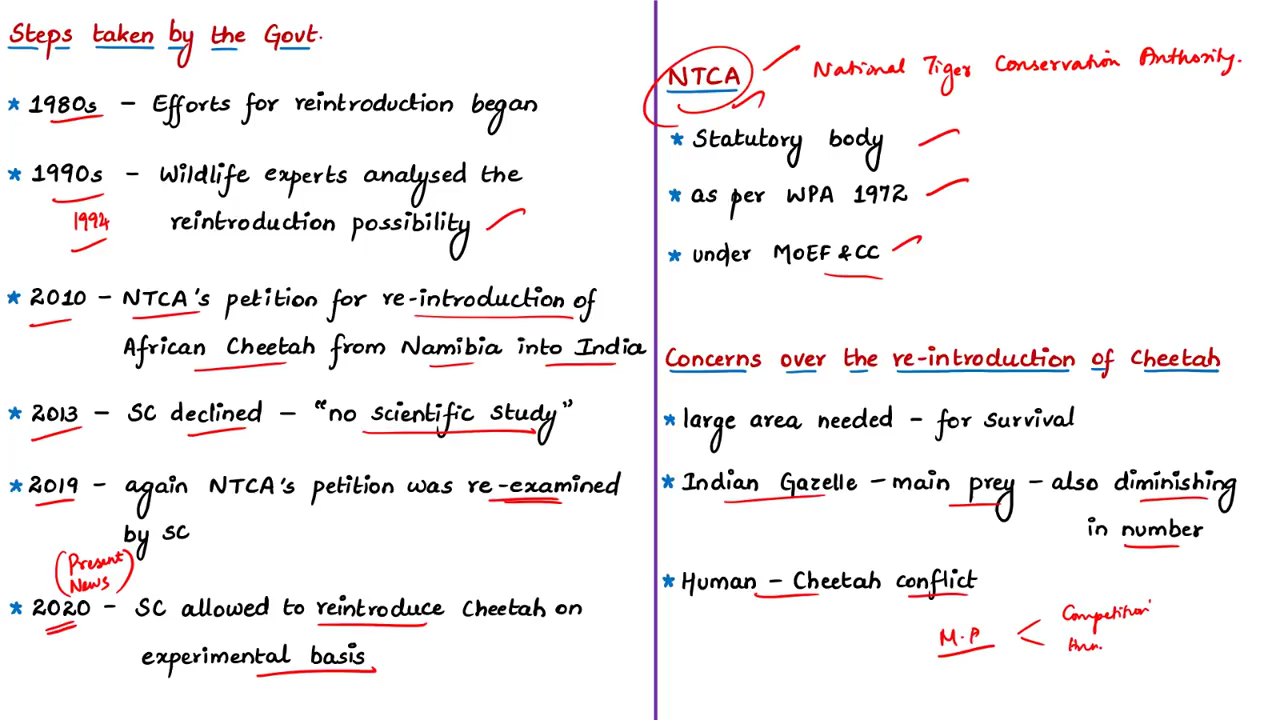 Steps taken by the Govt.
* 1980s - Efforts for reintroduction began
* 1990s - Wildlife experts analysed the
1994 reintroduction possibility
* 2010 - NTCA's petition for re-introduction of
African Cheetah from Namibia into India
* 2013 - SC declined - "no scientific study"
* 2019 - again NTCA's petition was re-examined
by SC
(Present
News)
* 2020 - SC allowed to reintroduce Cheetah on
experimental basis
NTCA National Tiger Conservation Authority.
* Statutory body
* as per WPA 1972
* under MoEF & CC
Concerns over the re-introduction of Cheetah
* large area needed - for survival
* Indian Gazelle - main prey - also diminishing
in number
* Human - Cheetah conflict
Competition
M.P